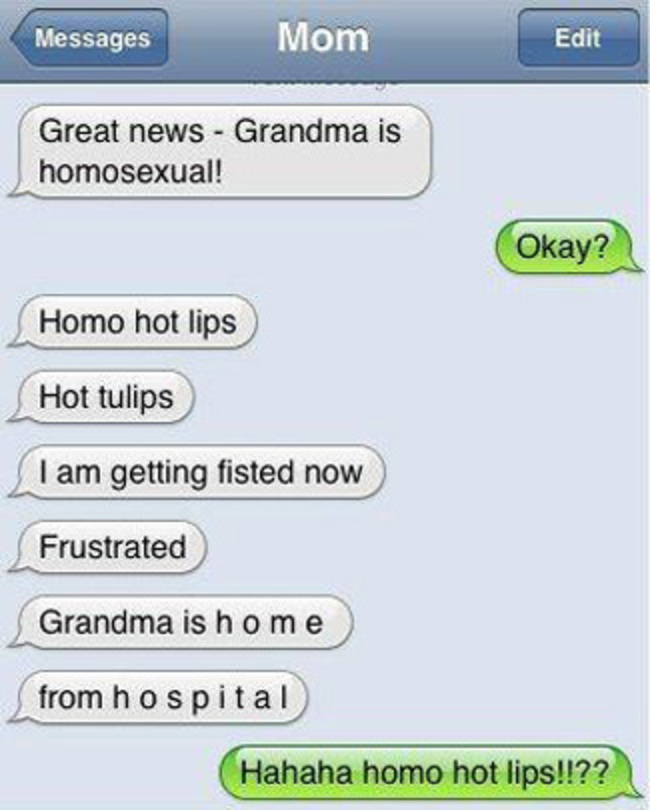 Messages
Mom
Edit
Great news - Grandma is
homosexual!
Okay?
Homo hot lips
Hot tulips
I am getting fisted now
Frustrated
Grandma is h o m e
from h o s p i t a l
Hahaha homo hot lips!!??